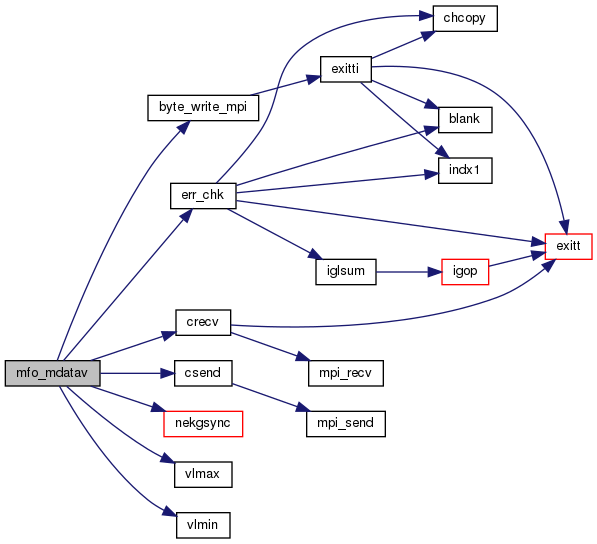 chcopy
exitti
byte_write_mpi
blank
indx1
err_chk
exitt
iglsum
igop
crecv
mfo_mdatav
csend
mpi_recv
nekgsync
mpi_send
vlmax
vlmin